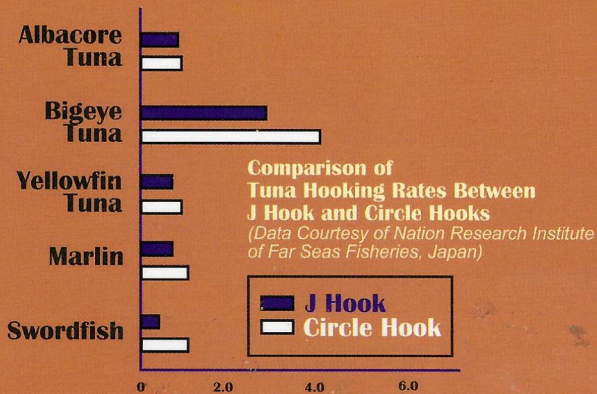 Albacore
Tuna
Bigeye
Tuna
Yellowfin
Tuna
Marlin
Swordfish
Comparison of
Tuna Hooking Rates Between
J Hook and Circle Hooks
(Data Courtesy of Nation Research Institute
of Far Seas Fisheries, Japan)
J Hook
Circle Hook
0 2.0 4.0 6.0